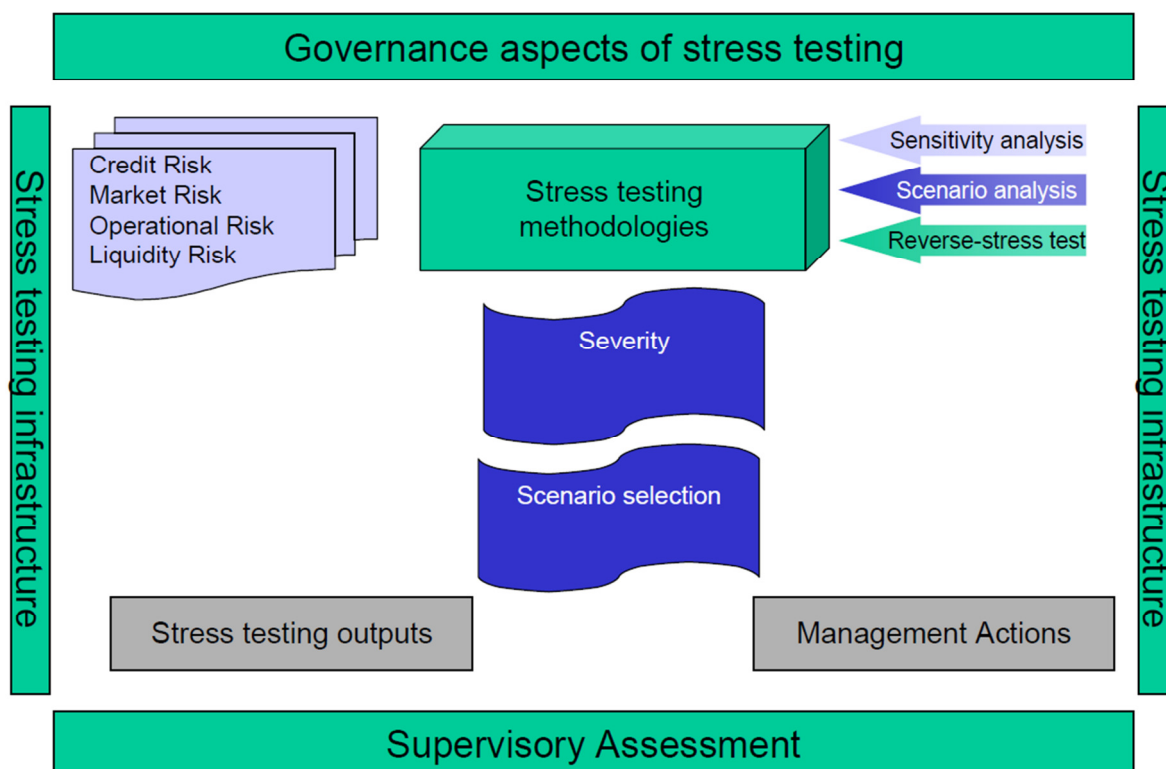 Governance aspects of stress testing
Stress testing infrastructure
Credit Risk
Market Risk
Operational Risk
Liquidity Risk
Stress testing
methodologies
Sensitivity analysis
Scenario analysis
Reverse-stress test
Stress testing infrastructure
Severity
Scenario selection
Stress testing outputs
Management Actions
Supervisory Assessment